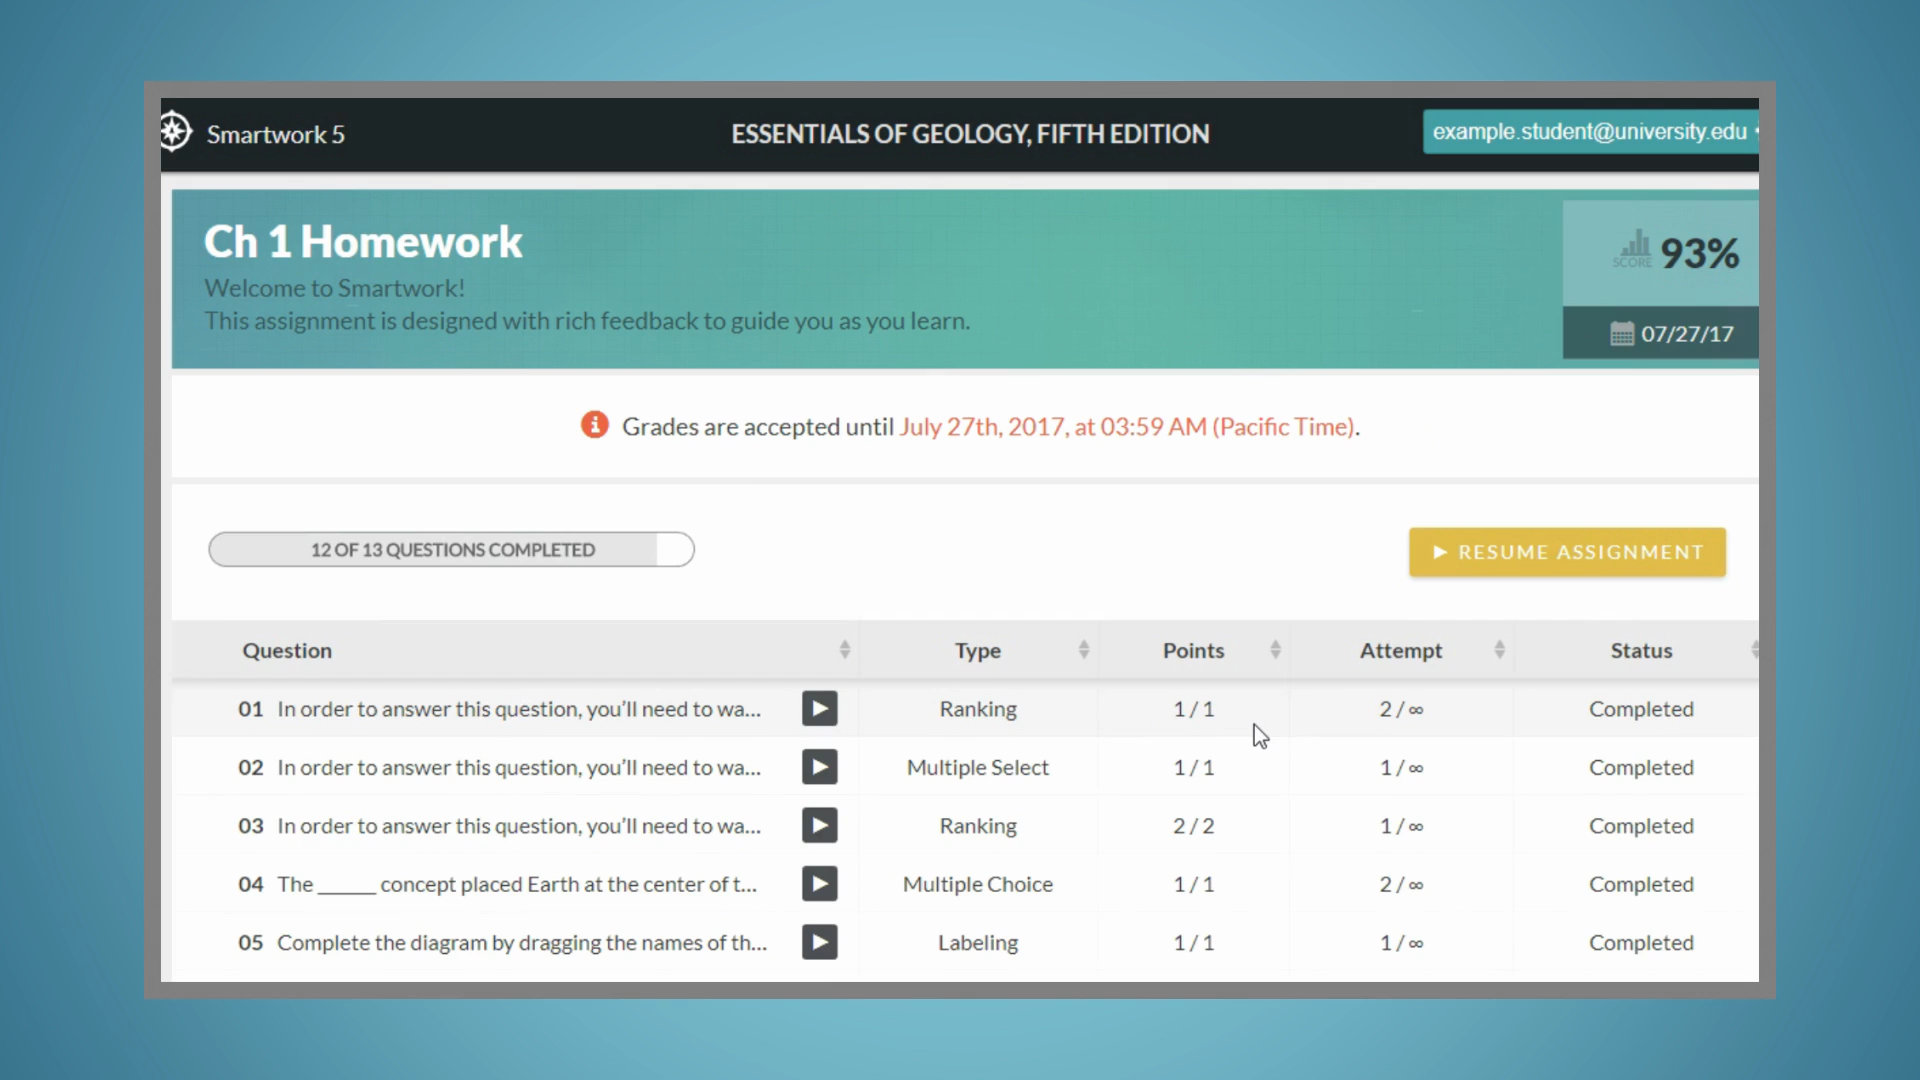 Smartwork 5
ESSENTIALS OF GEOLOGY, FIFTH EDITION
example.student@university.edu
Ch 1 Homework
Welcome to Smartwork!
This assignment is designed with rich feedback to guide you as you learn.
SCORE 93%
07/27/17
Grades are accepted until July 27th, 2017, at 03:59 AM (Pacific Time).
12 OF 13 QUESTIONS COMPLETED
RESUME ASSIGNMENT
Question Type Points Attempt Status
01 In order to answer this question, you'll need to wa... Ranking 1 / 1 2 / ∞ Completed
02 In order to answer this question, you'll need to wa... Multiple Select 1 / 1 1 / ∞ Completed
03 In order to answer this question, you'll need to wa... Ranking 2 / 2 1 / ∞ Completed
04 The ______ concept placed Earth at the center of t... Multiple Choice 1 / 1 2 / ∞ Completed
05 Complete the diagram by dragging the names of th... Labeling 1 / 1 1 / ∞ Completed